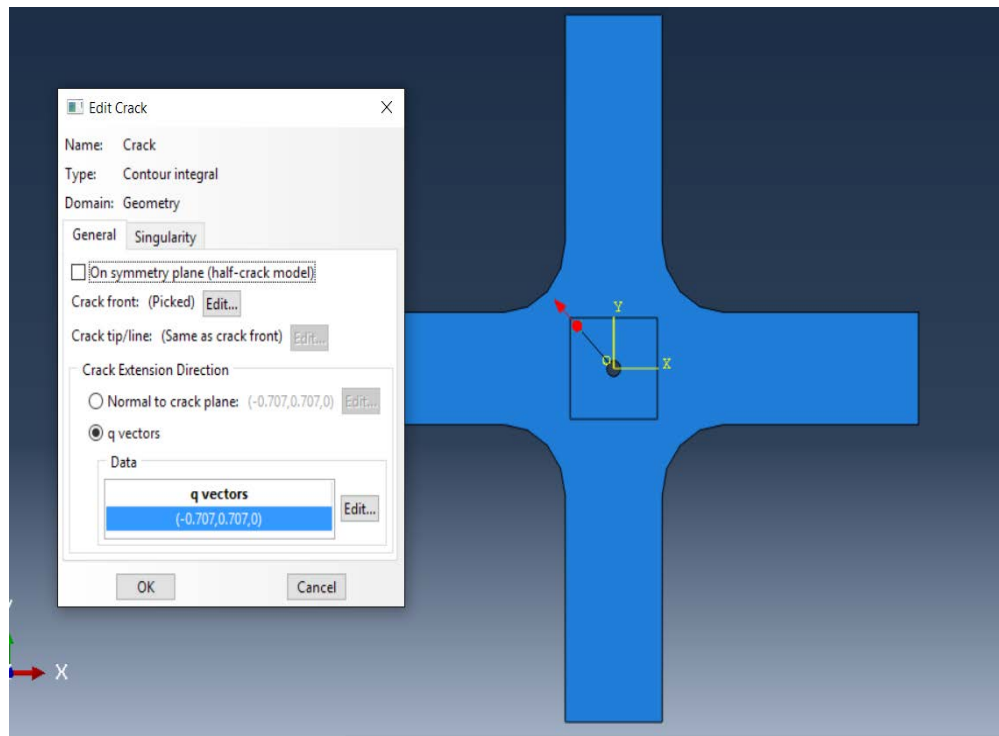 Edit Crack
Name: Crack
Type: Contour integral
Domain: Geometry
General Singularity
On symmetry plane (half-crack model)
Crack front: (Picked) Edit...
Crack tip/line: (Same as crack front) Edit...
Crack Extension Direction
Normal to crack plane: (-0.707,0.707,0) Edit...
q vectors
Data
q vectors
(-0.707,0.707,0)
Edit...
OK Cancel
Y
X
X